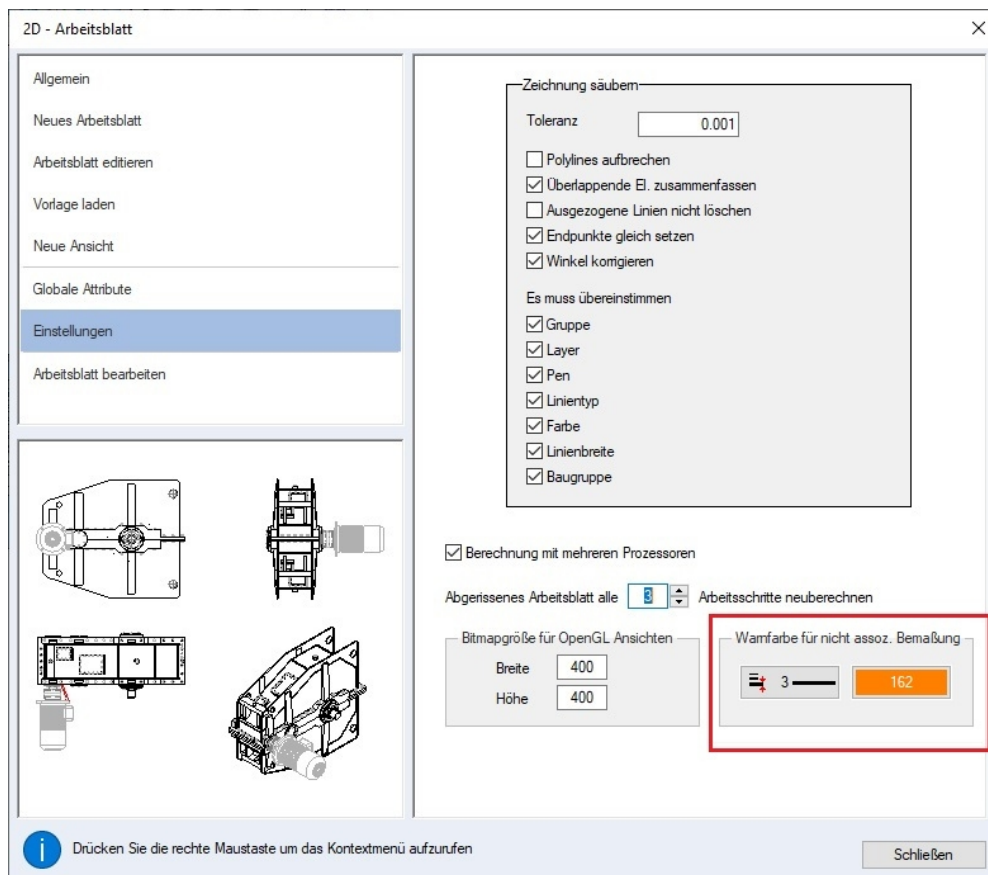 2D - Arbeitsblatt
Allgemein
Neues Arbeitsblatt
Arbeitsblatt editieren
Vorlage laden
Neue Ansicht
Globale Attribute
Einstellungen
Arbeitsblatt bearbeiten
Zeichnung säubern
Toleranz 0.001
Polylines aufbrechen
Überlappende El. zusammenfassen
Ausgezogene Linien nicht löschen
Endpunkte gleich setzen
Winkel korrigieren
Es muss übereinstimmen
Gruppe
Layer
Pen
Linientyp
Farbe
Linienbreite
Baugruppe
Berechnung mit mehreren Prozessoren
Abgerissenes Arbeitsblatt alle 3 Arbeitsschritte neuberechnen
Bitmapgröße für OpenGL Ansichten
Breite 400
Höhe 400
Warnfarbe für nicht assoz. Bemaßung
3 162
Drücken Sie die rechte Maustaste um das Kontextmenü aufzurufen
Schließen